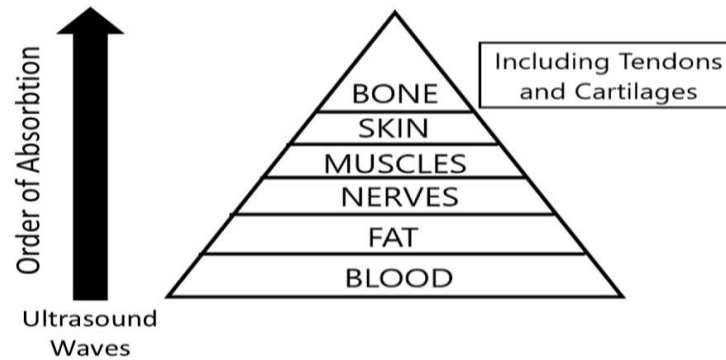 Order of Absorbtion
Ultrasound
Waves
BONE
SKIN
MUSCLES
NERVES
FAT
BLOOD
Including Tendons
and Cartilages